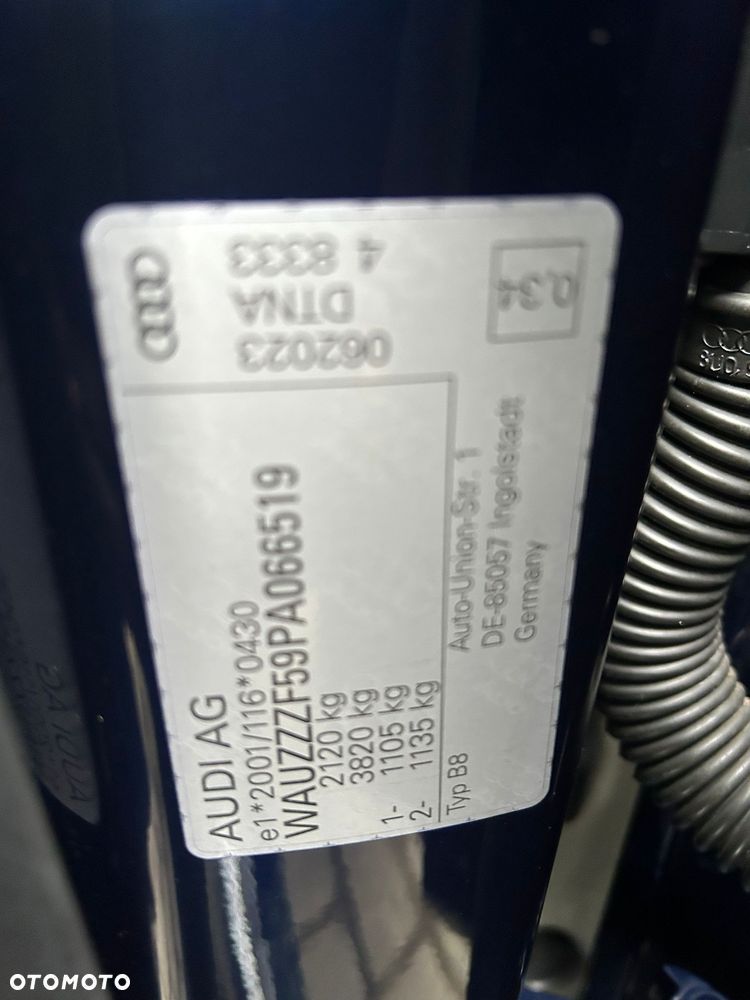 AUDI AG
e1*2001/116*0430
WAUZZZF59PA066519
2120 kg
3820 kg
1- 1105 kg
2- 1135 kg
Typ B8
Auto-Union-Str. 1
DE-85057 Ingolstadt
Germany
062023
DTNA
4 8333
0.34
OTOMOTO